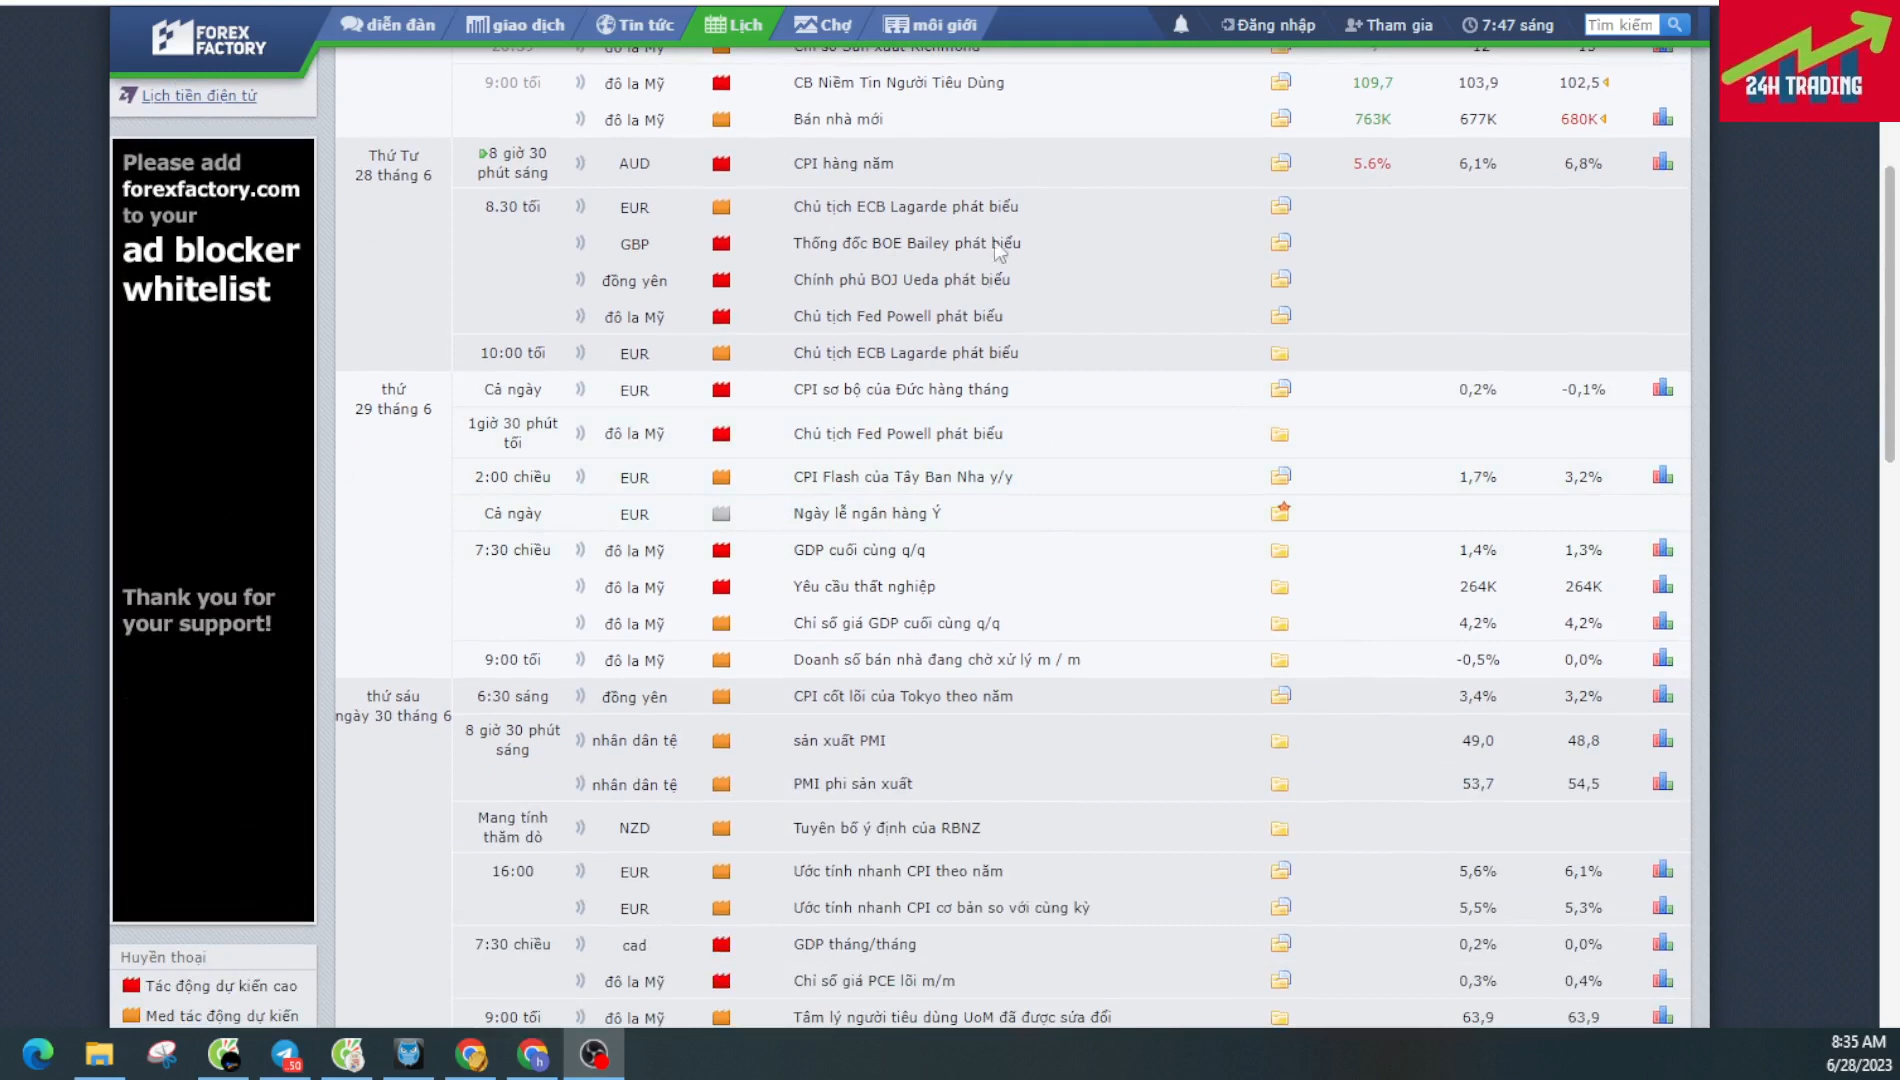 FOREX
FACTORY
diễn đàn
giao dịch
Tin tức
Lịch
Chợ
môi giới
Đăng nhập
Tham gia
7:47 sáng
Tìm kiếm
24H TRADING
Lịch tiền điện tử
Please add
forexfactory.com
to your
ad blocker
whitelist
Thank you for
your support!
Huyền thoại
Tác động dự kiến cao
Med tác động dự kiến
9:00 tối đô la Mỹ CB Niềm Tin Người Tiêu Dùng 109,7 103,9 102,5
đô la Mỹ Bán nhà mới 763K 677K 680K
Thứ Tư
28 tháng 6
8 giờ 30
phút sáng
AUD CPI hàng năm 5.6% 6,1% 6,8%
8.30 tối EUR Chủ tịch ECB Lagarde phát biểu
GBP Thống đốc BOE Bailey phát biểu
đồng yên Chính phủ BOJ Ueda phát biểu
đô la Mỹ Chủ tịch Fed Powell phát biểu
10:00 tối EUR Chủ tịch ECB Lagarde phát biểu
thứ
29 tháng 6
Cả ngày EUR CPI sơ bộ của Đức hàng tháng 0,2% -0,1%
1giờ 30 phút
tối
đô la Mỹ Chủ tịch Fed Powell phát biểu
2:00 chiều EUR CPI Flash của Tây Ban Nha y/y 1,7% 3,2%
Cả ngày EUR Ngày lễ ngân hàng Ý
7:30 chiều đô la Mỹ GDP cuối cùng q/q 1,4% 1,3%
đô la Mỹ Yêu cầu thất nghiệp 264K 264K
đô la Mỹ Chỉ số giá GDP cuối cùng q/q 4,2% 4,2%
9:00 tối đô la Mỹ Doanh số bán nhà đang chờ xử lý m / m -0,5% 0,0%
thứ sáu
ngày 30 tháng 6
6:30 sáng đồng yên CPI cốt lõi của Tokyo theo năm 3,4% 3,2%
8 giờ 30 phút
sáng
nhân dân tệ sản xuất PMI 49,0 48,8
nhân dân tệ PMI phi sản xuất 53,7 54,5
Mang tính
thăm dò
NZD Tuyên bố ý định của RBNZ
16:00 EUR Ước tính nhanh CPI theo năm 5,6% 6,1%
EUR Ước tính nhanh CPI cơ bản so với cùng kỳ 5,5% 5,3%
7:30 chiều cad GDP tháng/tháng 0,2% 0,0%
đô la Mỹ Chỉ số giá PCE lõi m/m 0,3% 0,4%
9:00 tối đô la Mỹ Tâm lý người tiêu dùng UoM đã được sửa đổi 63,9 63,9
50
8:35 AM
6/28/2023